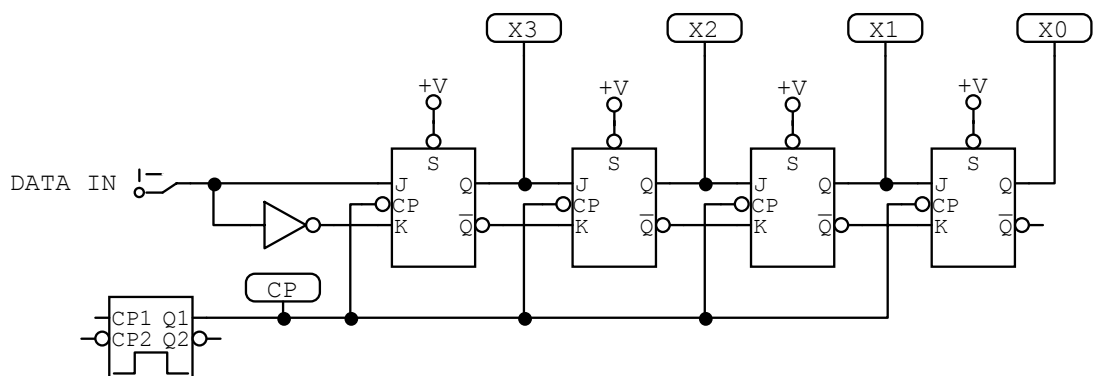 X3 X2 X1 X0
+V +V +V +V
S S S S
DATA IN
J Q J Q J Q J Q
CP CP CP CP
K Q̅ K Q̅ K Q̅ K Q̅
CP
CP1 Q1
CP2 Q2